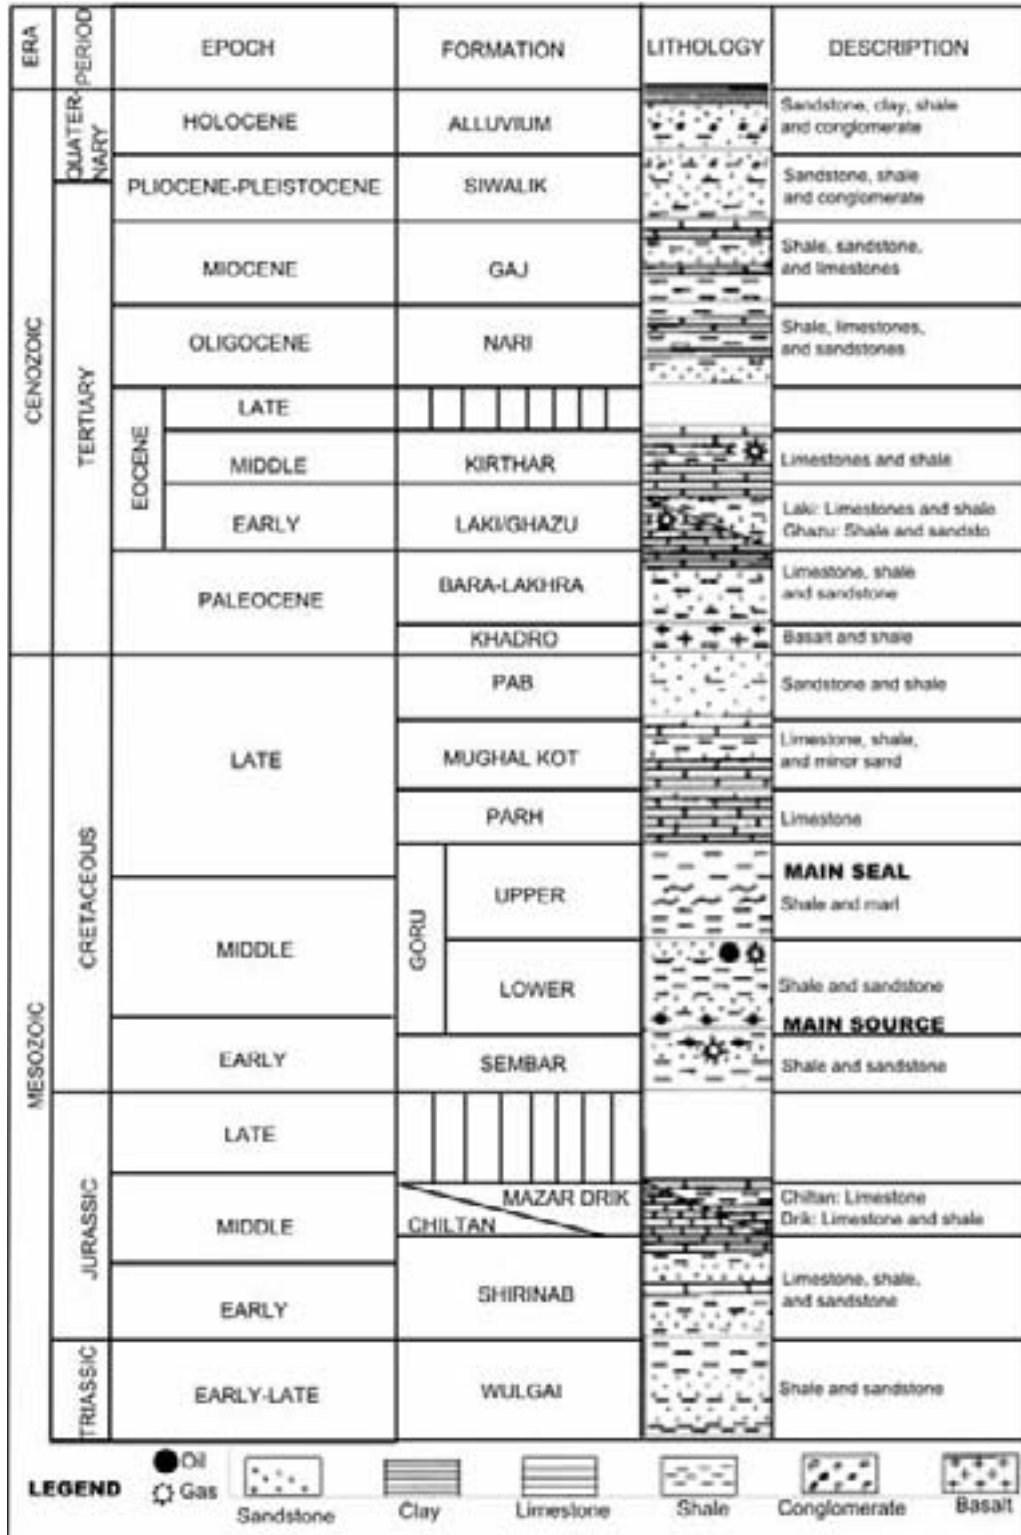 ERA
PERIOD
EPOCH
FORMATION
LITHOLOGY
DESCRIPTION
CENOZOIC
QUATER-
NARY
HOLOCENE
ALLUVIUM
Sandstone, clay, shale
and conglomerate
PLIOCENE-PLEISTOCENE
SIWALIK
Sandstone, shale
and conglomerate
TERTIARY
MIOCENE
GAJ
Shale, sandstone,
and limestones
OLIGOCENE
NARI
Shale, limestones,
and sandstones
EOCENE
LATE
MIDDLE
KIRTHAR
Limestones and shale
EARLY
LAKI/GHAZU
Laki: Limestones and shale
Ghazu: Shale and sandsto
PALEOCENE
BARA-LAKHRA
Limestone, shale
and sandstone
KHADRO
Basalt and shale
MESOZOIC
CRETACEOUS
LATE
PAB
Sandstone and shale
MUGHAL KOT
Limestone, shale,
and minor sand
PARH
Limestone
GORU
UPPER
MAIN SEAL
Shale and marl
MIDDLE
LOWER
Shale and sandstone
MAIN SOURCE
EARLY
SEMBAR
Shale and sandstone
JURASSIC
LATE
MIDDLE
MAZAR DRIK
CHILTAN
Chiltan: Limestone
Drik: Limestone and shale
EARLY
SHIRINAB
Limestone, shale,
and sandstone
TRIASSIC
EARLY-LATE
WULGAI
Shale and sandstone
LEGEND
Oil
Gas
Sandstone
Clay
Limestone
Shale
Conglomerate
Basalt